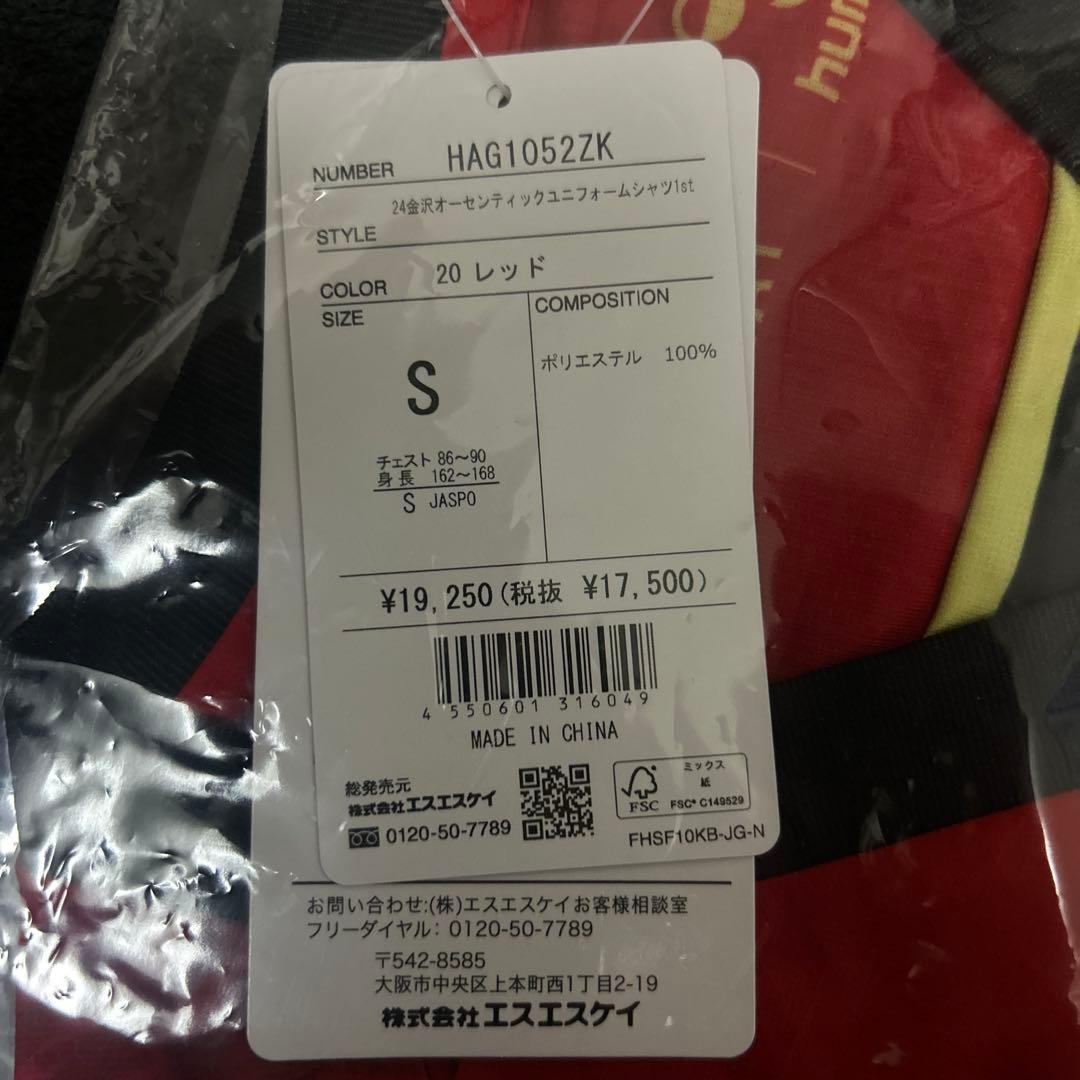 NUMBER HAG1052ZK
24金沢オーセンティックユニフォームシャツ1st
STYLE
COLOR 20 レッド
SIZE
S
チェスト 86～90
身長 162～168
S JASPO
COMPOSITION
ポリエステル 100%
¥19,250(税抜 ¥17,500)
4 550601 316049
MADE IN CHINA
総発売元
株式会社エスエスケイ
0120-50-7789
FSC
ミックス
紙
FSC® C149529
FHSF10KB-JG-N
お問い合わせ:(株)エスエスケイお客様相談室
フリーダイヤル: 0120-50-7789
〒542-8585
大阪市中央区上本町西1丁目2-19
株式会社エスエスケイ
hum